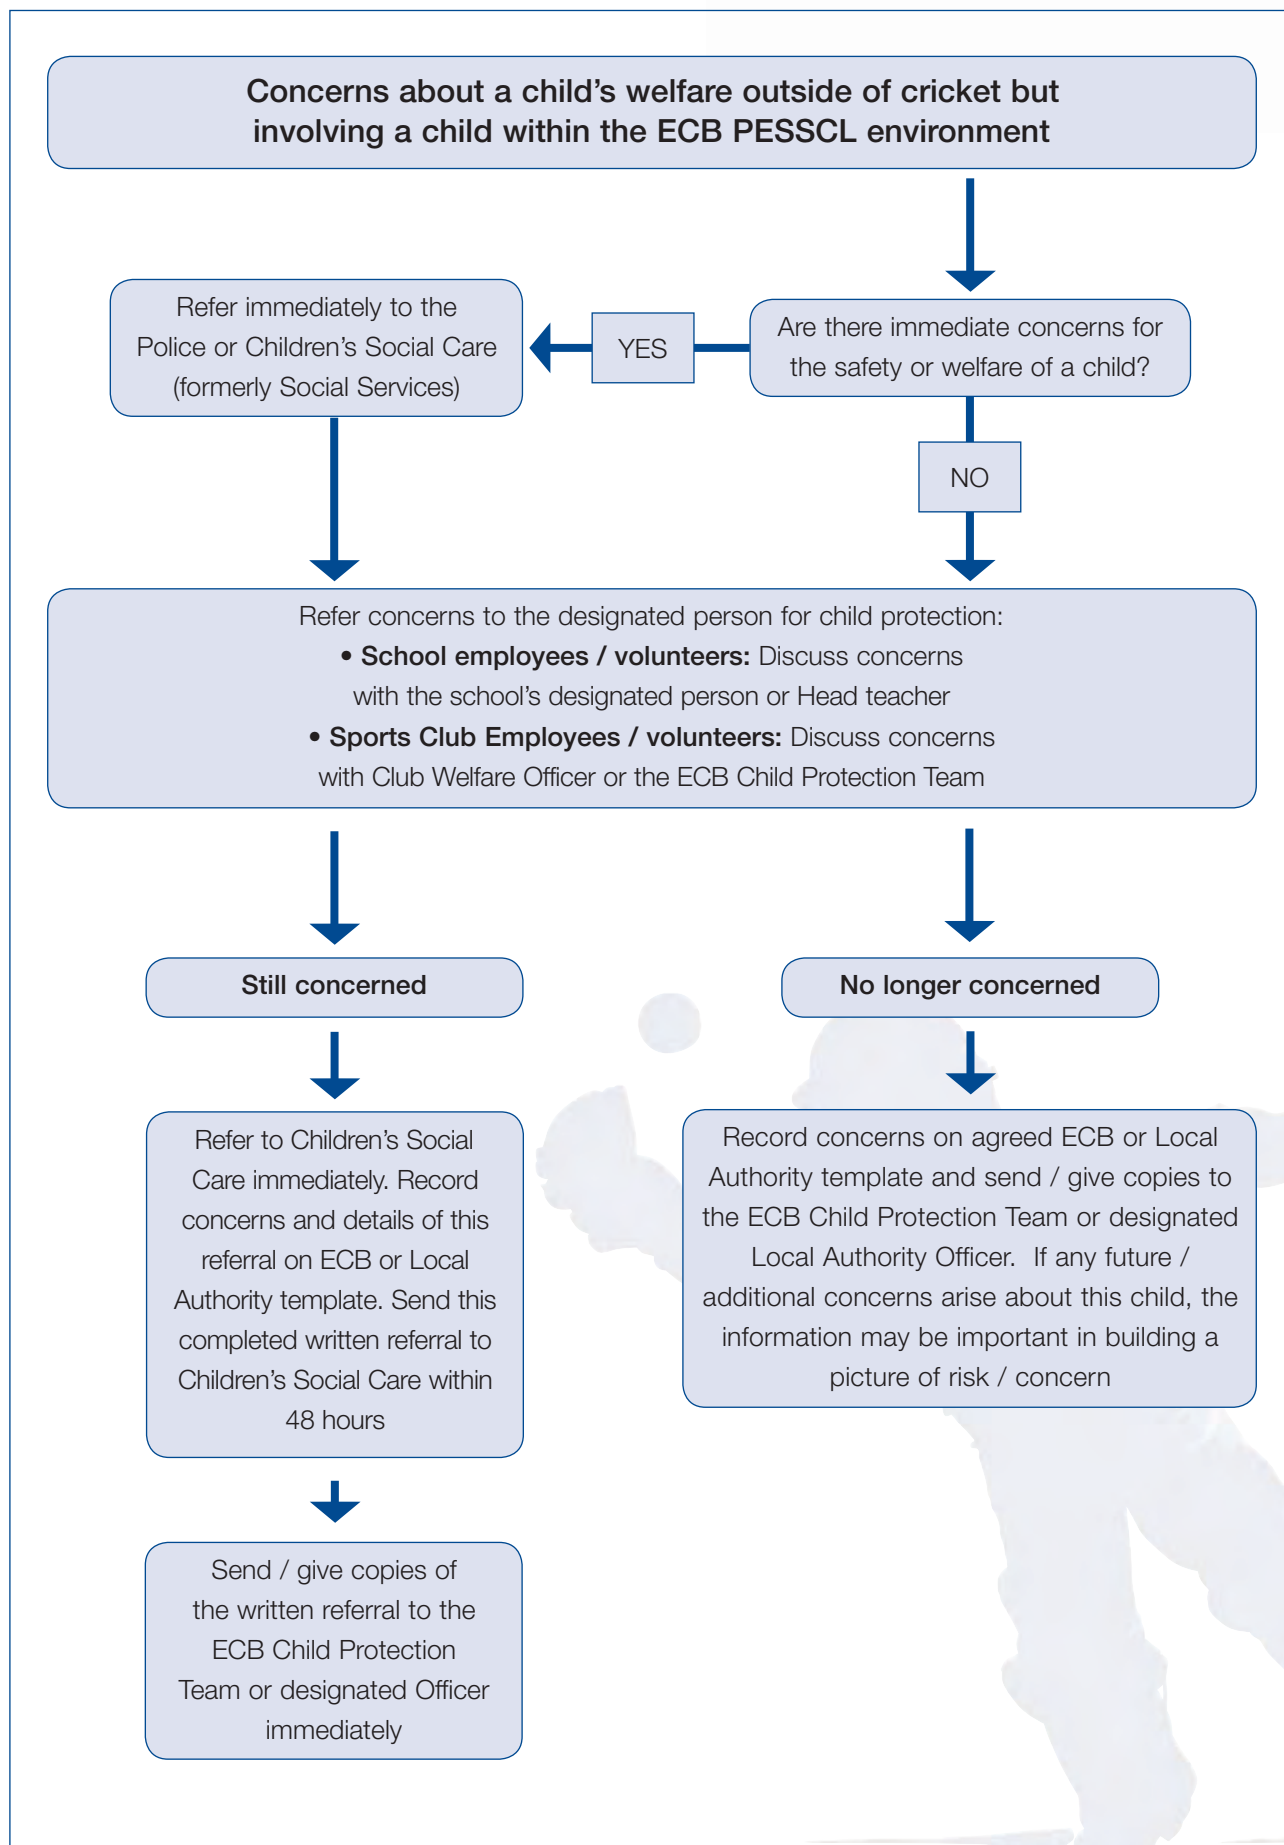 Concerns about a child’s welfare outside of cricket but
involving a child within the ECB PESSCL environment
Refer immediately to the
Police or Children’s Social Care
(formerly Social Services)
YES
Are there immediate concerns for
the safety or welfare of a child?
NO
Refer concerns to the designated person for child protection:
• School employees / volunteers: Discuss concerns
with the school’s designated person or Head teacher
• Sports Club Employees / volunteers: Discuss concerns
with Club Welfare Officer or the ECB Child Protection Team
Still concerned
No longer concerned
Refer to Children’s Social
Care immediately. Record
concerns and details of this
referral on ECB or Local
Authority template. Send this
completed written referral to
Children’s Social Care within
48 hours
Record concerns on agreed ECB or Local
Authority template and send / give copies to
the ECB Child Protection Team or designated
Local Authority Officer.  If any future /
additional concerns arise about this child, the
information may be important in building a
picture of risk / concern
Send / give copies of
the written referral to the
ECB Child Protection
Team or designated Officer
immediately